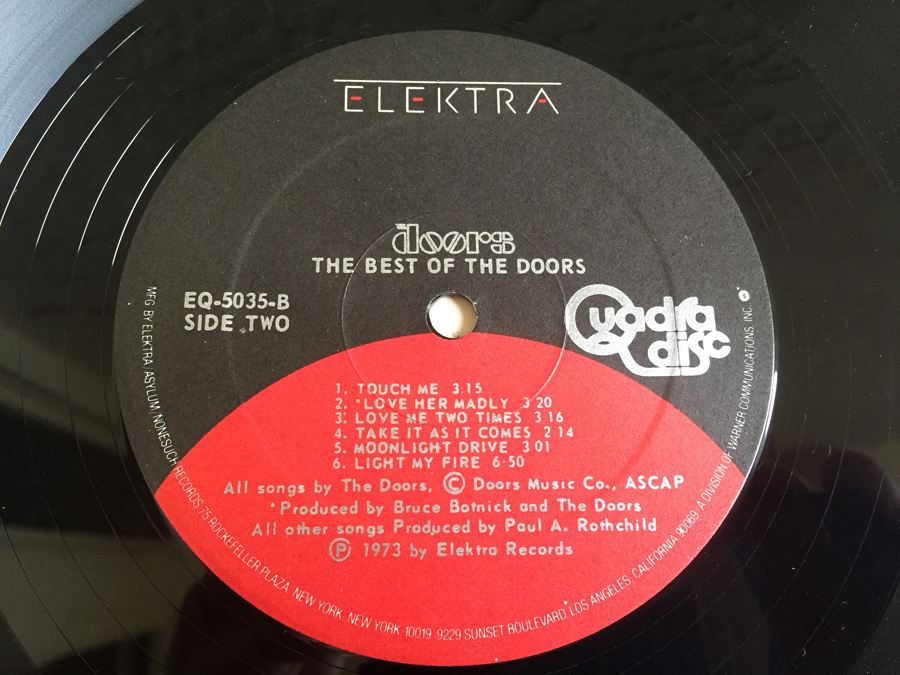 ELEKTRA
doors
THE BEST OF THE DOORS
EQ-5035-B
SIDE TWO
Quadradisc
1. TOUCH ME 3:15
2. *LOVE HER MADLY 3:20
3. LOVE ME TWO TIMES 3:16
4. TAKE IT AS IT COMES 2:14
5. MOONLIGHT DRIVE 3:01
6. LIGHT MY FIRE 6:50
All songs by The Doors, © Doors Music Co., ASCAP
*Produced by Bruce Botnick and The Doors
All other songs Produced by Paul A. Rothchild
℗ 1973 by Elektra Records
MFG BY ELEKTRA/ASYLUM/NONESUCH RECORDS 75 ROCKEFELLER PLAZA, NEW YORK, NEW YORK 10019 9229 SUNSET BOULEVARD, LOS ANGELES, CALIFORNIA 90069 A DIVISION OF WARNER COMMUNICATIONS INC.